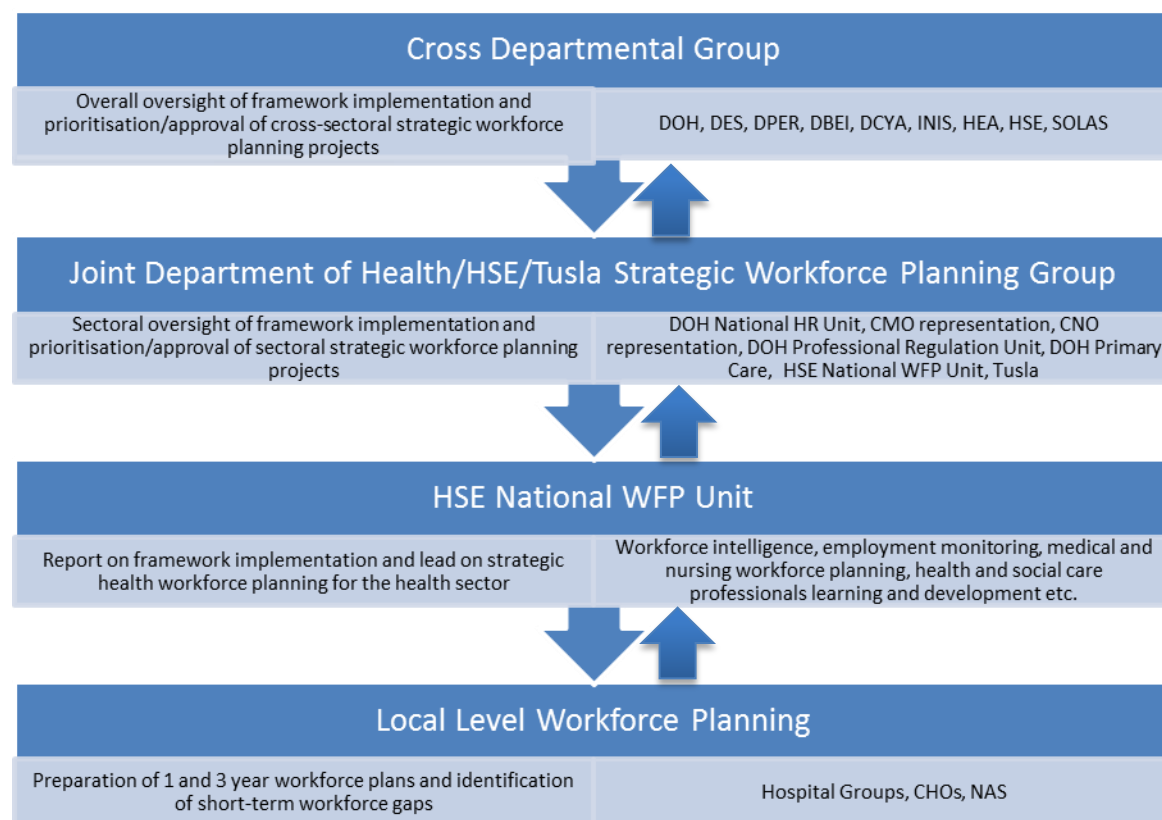 Cross Departmental Group
Overall oversight of framework implementation and
prioritisation/approval of cross-sectoral strategic workforce
planning projects
DOH, DES, DPER, DBEI, DCYA, INIS, HEA, HSE, SOLAS
Joint Department of Health/HSE/Tusla Strategic Workforce Planning Group
Sectoral oversight of framework implementation and
prioritisation/approval of sectoral strategic workforce planning
projects
DOH National HR Unit, CMO representation, CNO
representation, DOH Professional Regulation Unit, DOH Primary
Care, HSE National WFP Unit, Tusla
HSE National WFP Unit
Report on framework implementation and lead on strategic
health workforce planning for the health sector
Workforce intelligence, employment monitoring, medical and
nursing workforce planning, health and social care
professionals learning and development etc.
Local Level Workforce Planning
Preparation of 1 and 3 year workforce plans and identification
of short-term workforce gaps
Hospital Groups, CHOs, NAS